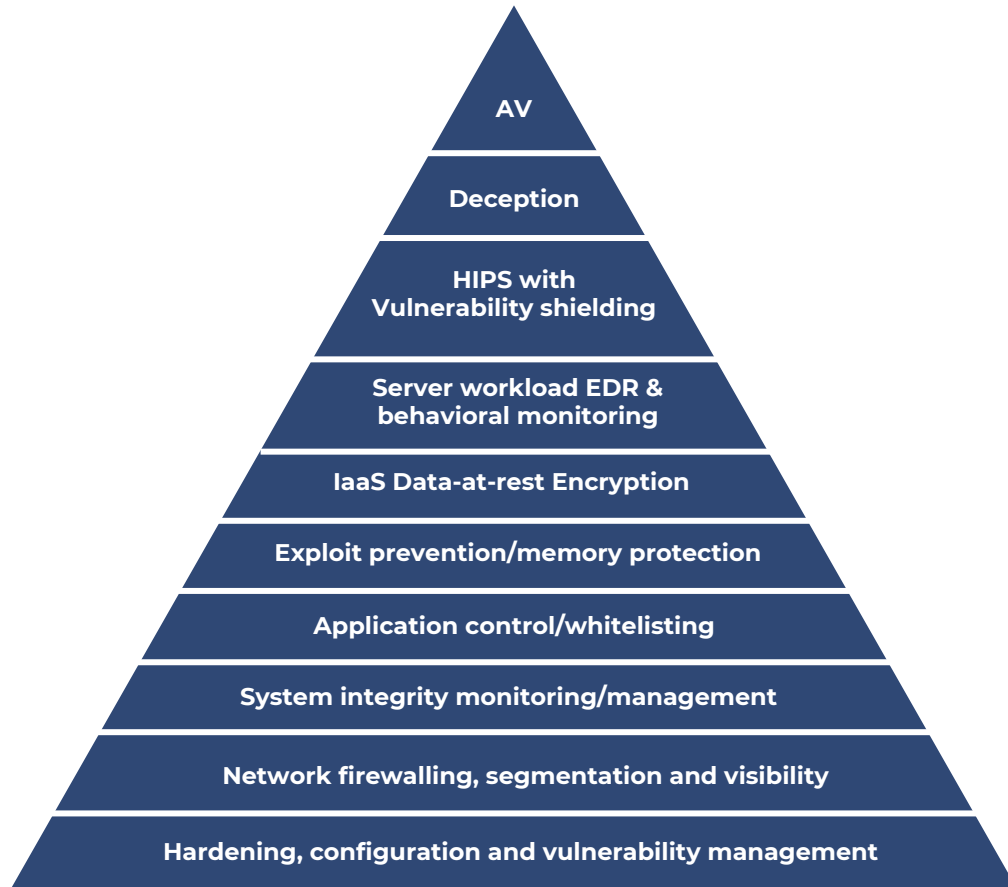 AV
Deception
HIPS with
Vulnerability shielding
Server workload EDR &
behavioral monitoring
IaaS Data-at-rest Encryption
Exploit prevention/memory protection
Application control/whitelisting
System integrity monitoring/management
Network firewalling, segmentation and visibility
Hardening, configuration and vulnerability management